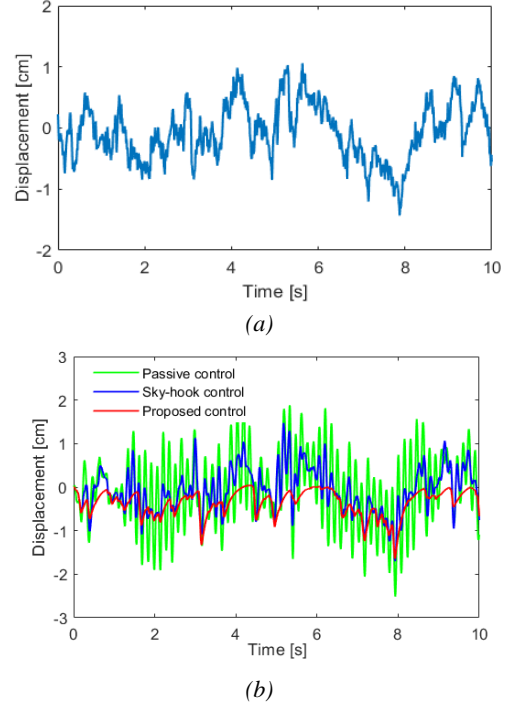 2
1
0
-1
-2
Displacement [cm]
0 2 4 6 8 10
Time [s]
(a)
3
2
1
0
-1
-2
-3
Displacement [cm]
Passive control
Sky-hook control
Proposed control
0 2 4 6 8 10
Time [s]
(b)